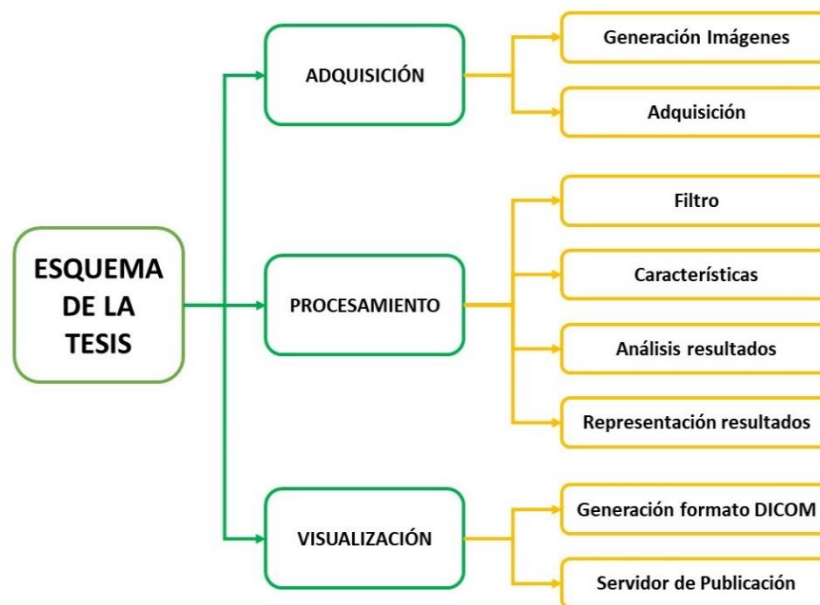 ESQUEMA
DE LA
TESIS
ADQUISICIÓN
Generación Imágenes
Adquisición
PROCESAMIENTO
Filtro
Característícas
Análisis resultados
Representación resultados
VISUALIZACIÓN
Generación formato DICOM
Servidor de Publicación